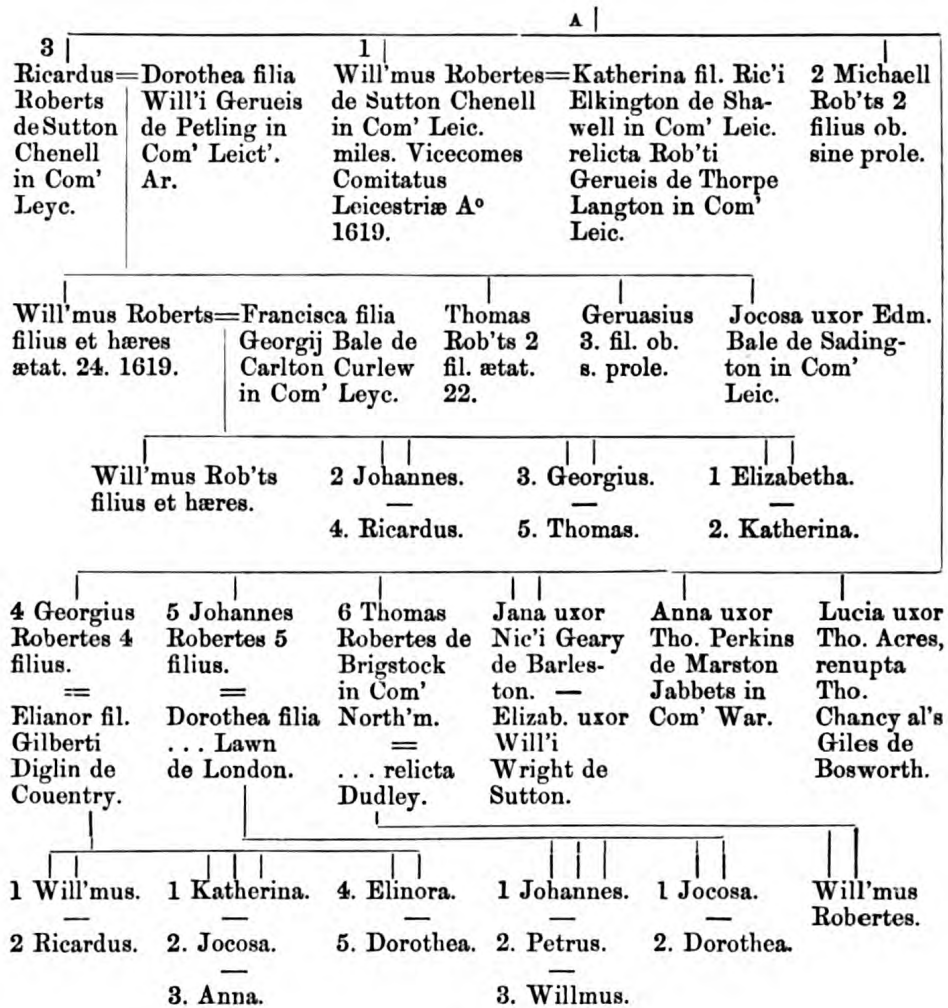 A
3
Ricardus=
Roberts
de Sutton
Chenell
in Com'
Leyc.
Dorothea filia
Will'i Gerueis
de Petling in
Com' Leict'.
Ar.
1
Will'mus Robertes=
de Sutton Chenell
in Com' Leic.
miles. Vicecomes
Comitatus
Leicestriæ Aº
1619.
Katherina fil. Ric'i
Elkington de Sha-
well in Com' Leic.
relicta Rob'ti
Gerueis de Thorpe
Langton in Com'
Leic.
2 Michaell
Rob'ts 2
filius ob.
sine prole.
Will'mus Roberts=
filius et hæres
ætat. 24. 1619.
Francisca filia
Georgij Bale de
Carlton Curlew
in Com' Leyc.
Thomas
Rob'ts 2
fil. ætat.
22.
Geruasius
3. fil. ob.
s. prole.
Jocosa uxor Edm.
Bale de Sading-
ton in Com'
Leic.
Will'mus Rob'ts
filius et hæres.
2 Johannes.
—
4. Ricardus.
3. Georgius.
—
5. Thomas.
1 Elizabetha.
—
2. Katherina.
4 Georgius
Robertes 4
filius.
=
Elianor fil.
Gilberti
Diglin de
Couentry.
5 Johannes
Robertes 5
filius.
=
Dorothea filia
. . . Lawn
de London.
6 Thomas
Robertes de
Brigstock
in Com'
North'm.
=
. . . relicta
Dudley.
Jana uxor
Nic'i Geary
de Barles-
ton. —
Elizab. uxor
Will'i
Wright de
Sutton.
Anna uxor
Tho. Perkins
de Marston
Jabbets in
Com' War.
Lucia uxor
Tho. Acres,
renupta
Tho.
Chancy al's
Giles de
Bosworth.
1 Will'mus.
—
2 Ricardus.
1 Katherina.
—
2. Jocosa.
—
3. Anna.
4. Elinora.
—
5. Dorothea.
1 Johannes.
—
2. Petrus.
—
3. Willmus.
1 Jocosa.
—
2. Dorothea.
Will'mus
Robertes.